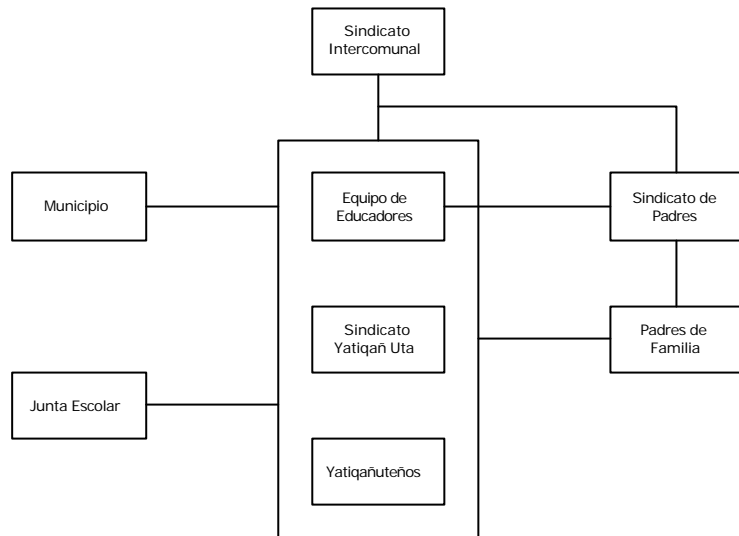 Sindicato
Intercomunal
Municipio
Equipo de
Educadores
Sindicato de
Padres
Sindicato
Yatiqañ Uta
Padres de
Familia
Junta Escolar
Yatiqañuteños